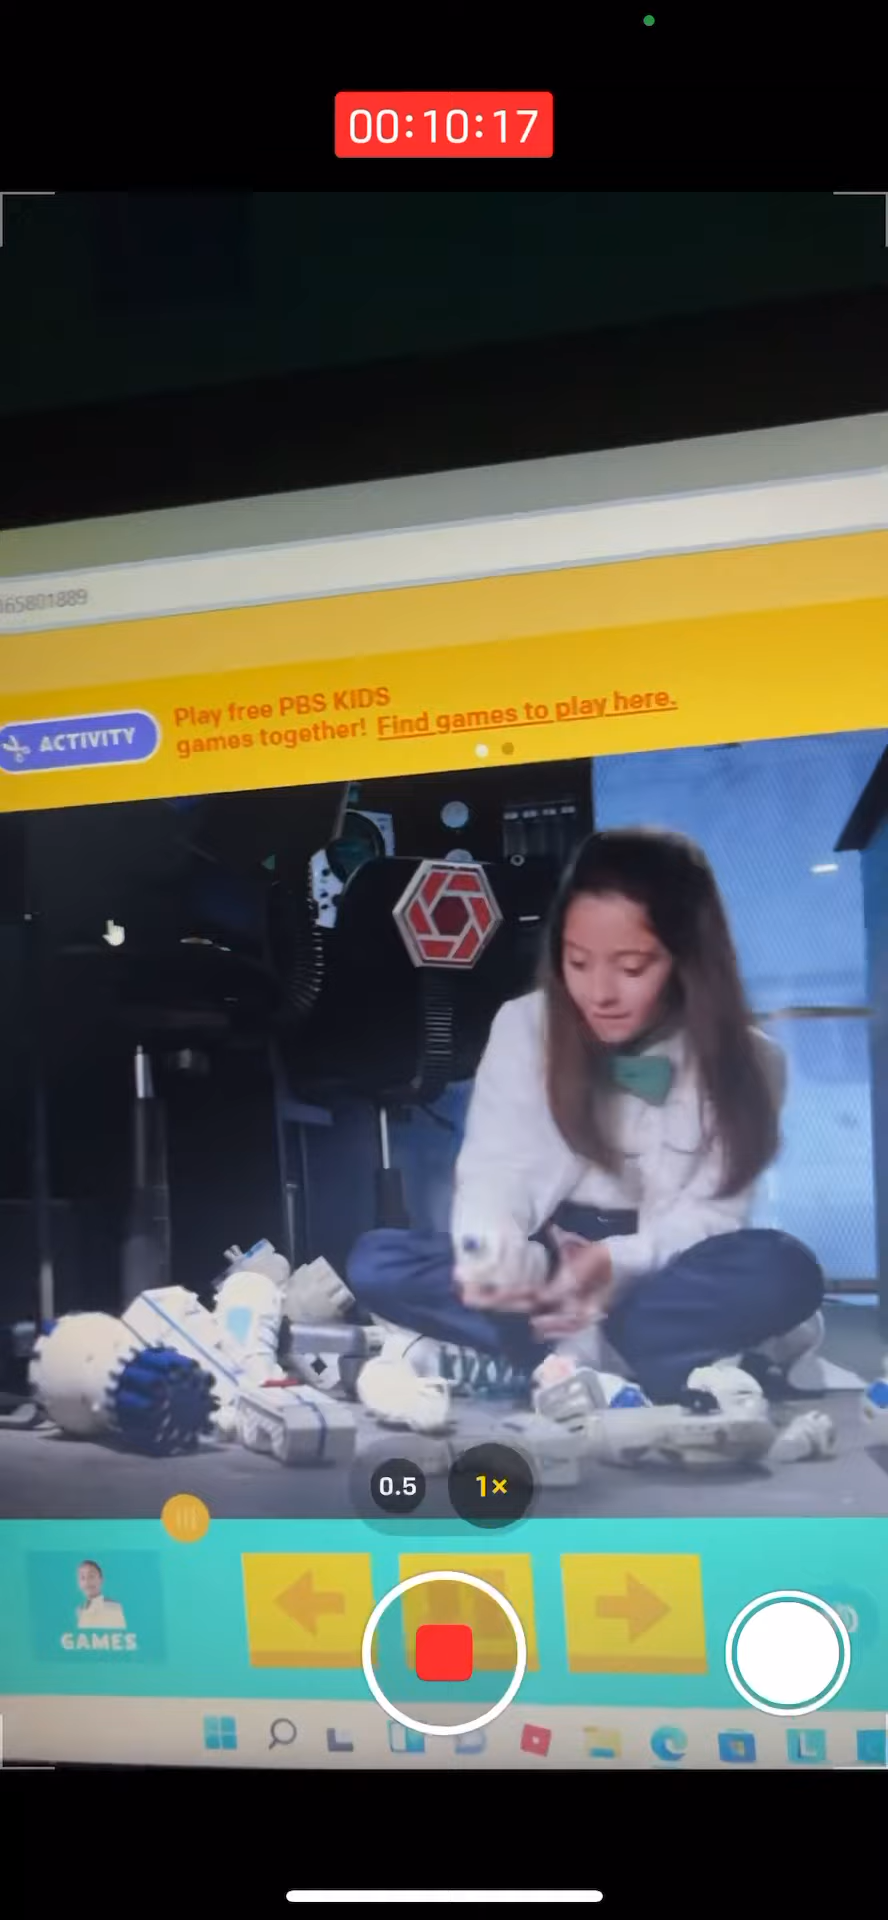 00:10:17
165801889
ACTIVITY
Play free PBS KIDS
games together! Find games to play here.
0.5
1×
GAMES